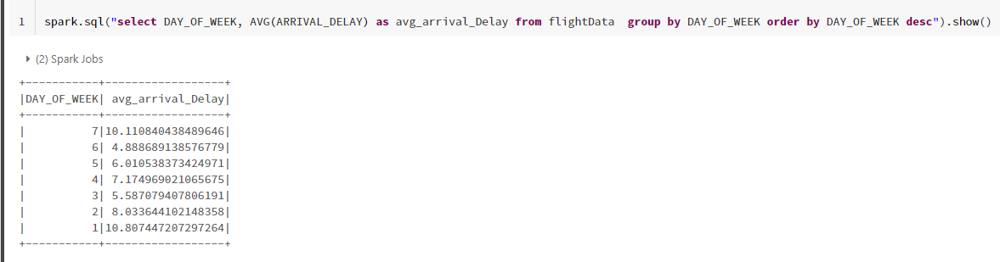 1 spark.sql("select DAY_OF_WEEK, AVG(ARRIVAL_DELAY) as avg_arrival_Delay from flightData  group by DAY_OF_WEEK order by DAY_OF_WEEK desc").show()
(2) Spark Jobs
+-----------+------------------+
|DAY_OF_WEEK| avg_arrival_Delay|
+-----------+------------------+
|          7|10.110840438489646|
|          6| 4.888689138576779|
|          5| 6.010538373424971|
|          4| 7.174969021065675|
|          3| 5.587079407806191|
|          2| 8.033644102148358|
|          1|10.807447207297264|
+-----------+------------------+